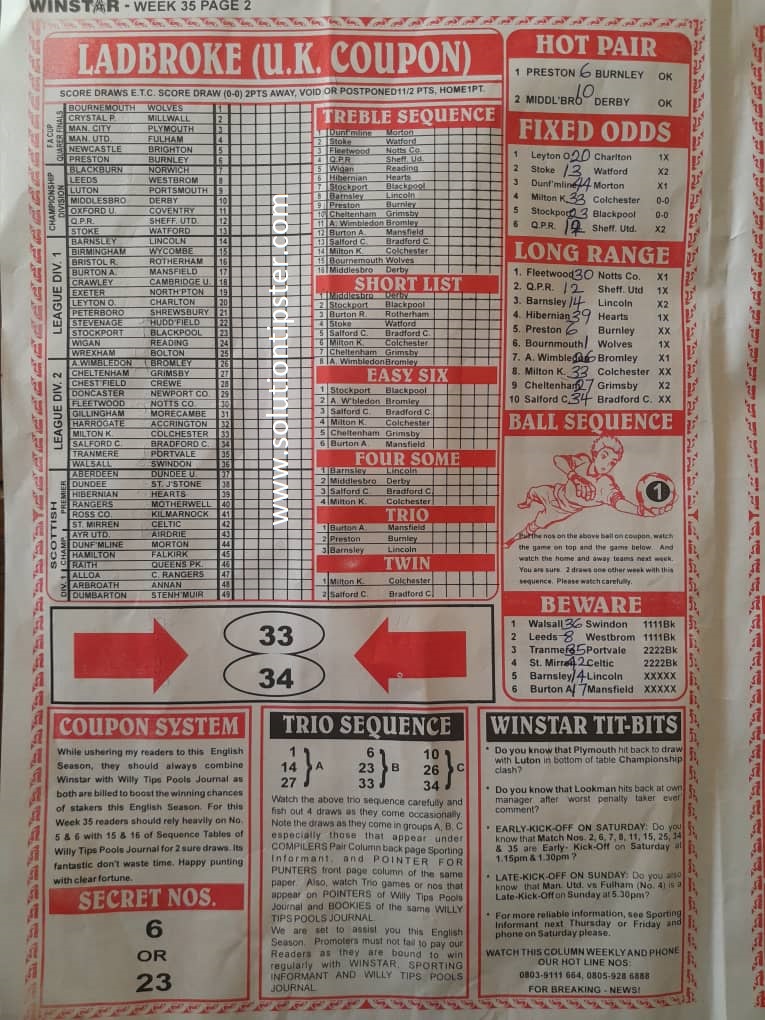 WINSTAR - WEEK 35 PAGE 2
LADBROKE (U.K. COUPON)
SCORE DRAWS E.T.C. SCORE DRAW (0-0) 2PTS AWAY, VOID OR POSTPONED11/2 PTS, HOME1PT.
FA CUP QUARER FINALS
BOURNEMOUTH WOLVES 1
CRYSTAL P. MILLWALL 2
MAN. CITY PLYMOUTH 3
MAN. UTD. FULHAM 4
NEWCASTLE BRIGHTON 5
PRESTON BURNLEY 6
CHAMPIONSHIP DIVISION
BLACKBURN NORWICH 7
LEEDS WESTBROM 8
LUTON PORTSMOUTH 9
MIDDLESBRO DERBY 10
OXFORD U. COVENTRY 11
Q.P.R. SHEFF. UTD. 12
STOKE WATFORD 13
LEAGUE DIV. 1
BARNSLEY LINCOLN 14
BIRMINGHAM WYCOMBE 15
BRISTOL R. ROTHERHAM 16
BURTON A. MANSFIELD 17
CRAWLEY CAMBRIDGE U. 18
EXETER NORTH'PTON 19
LEYTON O. CHARLTON 20
PETERBORO SHREWSBURY 21
STEVENAGE HUDD'FIELD 22
STOCKPORT BLACKPOOL 23
WIGAN READING 24
WREXHAM BOLTON 25
LEAGUE DIV. 2
A.WIMBLEDON BROMLEY 26
CHELTENHAM GRIMSBY 27
CHEST'FIELD CREWE 28
DONCASTER NEWPORT CO. 29
FLEETWOOD NOTTS CO. 30
GILLINGHAM MORECAMBE 31
HARROGATE ACCRINGTON 32
MILTON K. COLCHESTER 33
SALFORD C. BRADFORD C. 34
TRANMERE PORTVALE 35
WALSALL SWINDON 36
SCOTTISH
PREMIER
ABERDEEN DUNDEE U. 37
DUNDEE ST. J'STONE 38
HIBERNIAN HEARTS 39
RANGERS MOTHERWELL 40
ROSS CO. KILMARNOCK 41
ST. MIRREN CELTIC 42
CHAMP.
AYR UTD. AIRDRIE 43
DUNF'MLINE MORTON 44
HAMILTON FALKIRK 45
RAITH QUEENS PK. 46
DIV. 1
ALLOA C. RANGERS 47
ARBROATH ANNAN 48
DUMBARTON STENH'MUIR 49
www.solutiontipster.com
TREBLE SEQUENCE
1 Dunf'mline Morton
2 Stoke Watford
3 Fleetwood Notts Co.
4 Q.P.R Sheff. Ud.
5 Wigan Reading
6 Hibernian Hearts
7 Stockport Blackpool
8 Barnsley Lincoln
9 Preston Burnley
10 Cheltenham Grimsby
11 A. Wimbledon Bromley
12 Burton A. Mansfield
13 Salford C. Bradford C.
14 Milton K. Colchester
15 Bournemouth Wolves
16 Middlesbro Derby
SHORT LIST
1 Middlesbro Derby
2 Stockport Blackpool
3 Burton R. Rotherham
4 Stoke Watford
5 Salford C. Bradford C.
6 Milton K. Colchester
7 Cheltenham Grimsby
8 A. WimbledonBromley
EASY SIX
1 Stockport Blackpool
2 A. W'bledon Bromley
3 Salford C. Bradford C.
4 Milton K. Colchester
5 Cheltenham Grimsby
6 Burton A. Mansfield
FOUR SOME
1 Barnsley Lincoln
2 Middlesbro Derby
3 Salford C. Bradford C.
4 Milton K. Colchester
TRIO
1 Burton A. Mansfield
2 Preston Burnley
3 Barnsley Lincoln
TWIN
1 Milton K. Colchester
2 Salford C. Bradford C.
HOT PAIR
1 PRESTON 6 BURNLEY OK
2 MIDDL'BRO 10 DERBY OK
FIXED ODDS
1 Leyton o 20 Charlton 1X
2 Stoke 13 Watford X2
3 Dunf'mline 44 Morton X1
4 Milton K. 33 Colchester 0-0
5 Stockport 23 Blackpool 0-0
6 Q.P.R. 12 Sheff. Utd. X2
LONG RANGE
1. Fleetwood 30 Notts Co. X1
2. Q.P.R. 12 Sheff. Utd 1X
3. Barnsley 14 Lincoln X2
4. Hibernian 39 Hearts 1X
5. Preston 6 Burnley XX
6. Bournmouth 1 Wolves 1X
7. A. Wimbledo 26 Bromley X1
8. Milton K. 33 Colchester XX
9 Cheltenham 27 Grimsby X2
10 Salford C. 34 Bradford C. XX
BALL SEQUENCE
1
Put the nos on the above ball on coupon, watch
the game on top and the game below. And
watch the home and away teams next week.
You are sure. 2 draws one other week with this
sequence. Please watch carefully.
BEWARE
1 Walsall 36 Swindon 1111Bk
2 Leeds 8 Westbrom 1111Bk
3 Tranmere 35 Portvale 2222Bk
4 St. Mirre 42 Celtic 2222Bk
5 Barnsley 14 Lincoln XXXXX
6 Burton A 17 Mansfield XXXXX
33
34
COUPON SYSTEM
While ushering my readers to this English
Season, they should always combine
Winstar with Willy Tips Pools Journal as
both are billed to boost the winning chances
of stakers this English Season. For this
Week 35 readers should rely heavily on No.
5 & 6 with 15 & 16 of Sequence Tables of
Willy Tips Pools Journal for 2 sure draws. Its
fantastic don't waste time. Happy punting
with clear fortune.
SECRET NOS.
6
OR
23
TRIO SEQUENCE
1 6 10
14 A 23 B 26 C
27 33 34
Watch the above trio sequence carefully and
fish out 4 draws as they come occasionally.
Note the draws as they come in groups A, B, C
especially those that appear under
COMPILERS Pair Column back page Sporting
Informant, and POINTER FOR
PUNTERS front page column of the same
paper. Also, watch Trio games or nos that
appear on POINTERS of Willy Tips Pools
Journal and BOOKIES of the same WILLY
TIPS POOLS JOURNAL.
We are set to assist you this English
Season. Promoters must not fail to pay our
Readers as they are bound to win
regularly with WINSTAR, SPORTING
INFORMANT AND WILLY TIPS POOLS
JOURNAL.
WINSTAR TIT-BITS
* Do you know that Plymouth hit back to draw
with Luton in bottom of table Championship
clash?
* Do you know that Lookman hits back at own
manager after 'worst penalty taker ever'
comment?
* EARLY-KICK-OFF ON SATURDAY: Do you
know that Match Nos. 2, 6, 7, 8, 11, 15, 25, 34
& 35 are Early- Kick-Off on Saturday at
1.15pm & 1.30pm ?
* LATE-KICK-OFF ON SUNDAY: Do you also
know that Man. Utd. vs Fulham (No. 4) is a
Late-Kick-Off on Sunday at 5.30pm?
* For more reliable information, see Sporting
Informant next Thursday or Friday and
phone on Saturday please.
WATCH THIS COLUMN WEEKLY AND PHONE
OUR HOT LINE NOS:
0803-9111 664, 0805-928 6888
FOR BREAKING - NEWS!